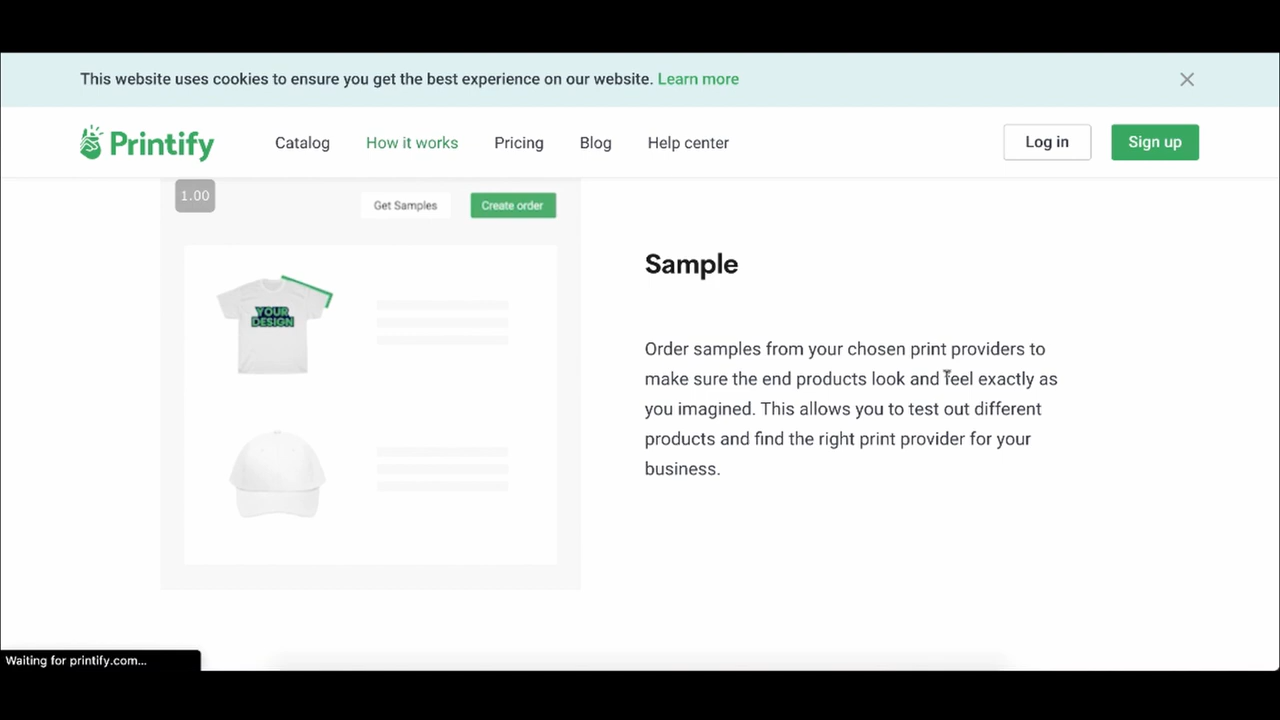 This website uses cookies to ensure you get the best experience on our website. Learn more
Printify
Catalog
How it works
Pricing
Blog
Help center
Log in
Sign up
1.00
Get Samples
Create order
YOUR
DESIGN
Sample
Order samples from your chosen print providers to
make sure the end products look and feel exactly as
you imagined. This allows you to test out different
products and find the right print provider for your
business.
Waiting for printify.com...